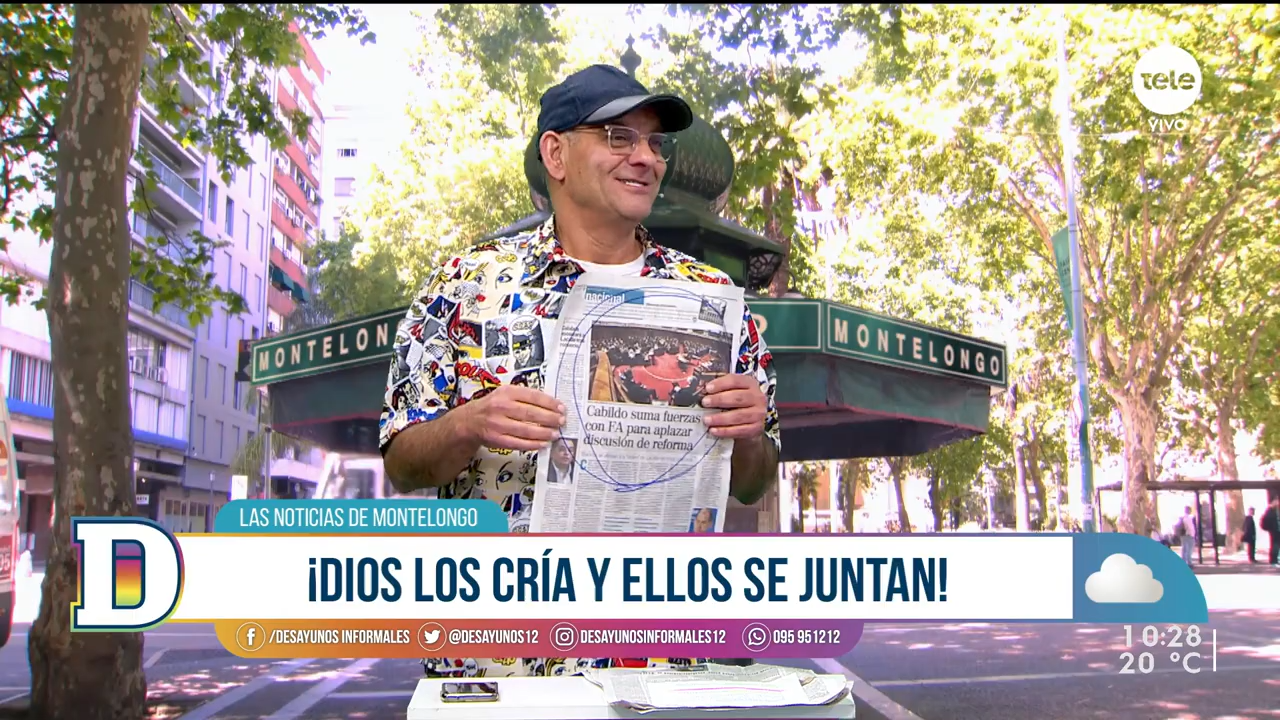 tele
VIVO
nacional
MONTELON
MONTELONGO
Cabildo suma fuerzas
con FA para aplazar
discusión de reforma
LAS NOTICIAS DE MONTELONGO
D
¡DIOS LOS CRÍA Y ELLOS SE JUNTAN!
/DESAYUNOS INFORMALES
@DESAYUNOS12
DESAYUNOSINFORMALES12
095 951212
10:28
20 °C